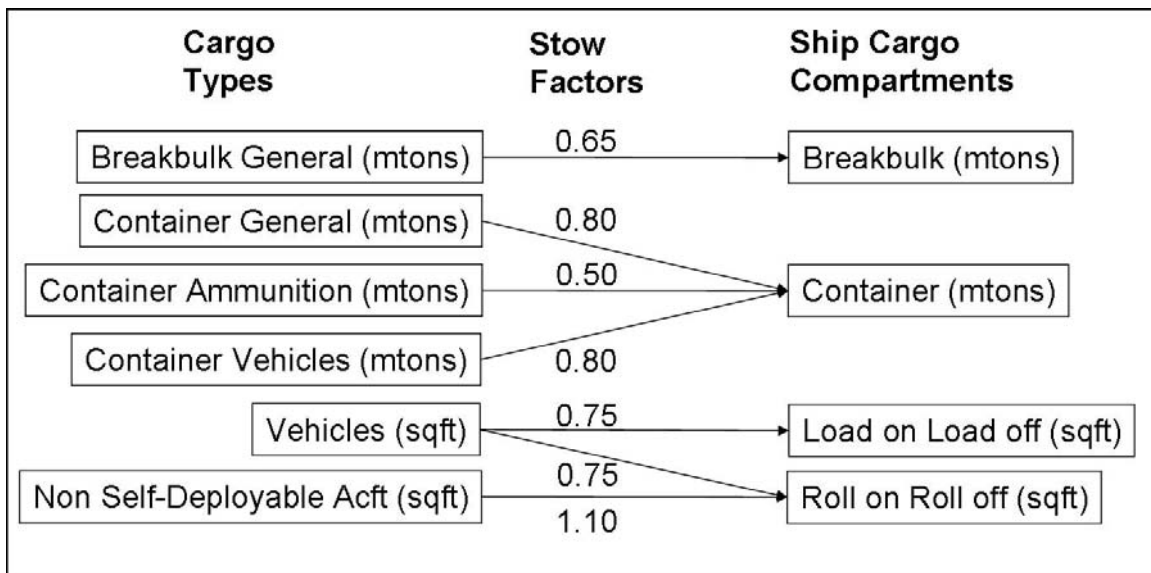 Cargo Types
Stow Factors
Ship Cargo Compartments
Breakbulk General (mtons)
0.65
Breakbulk (mtons)
Container General (mtons)
0.80
Container Ammunition (mtons)
0.50
Container (mtons)
Container Vehicles (mtons)
0.80
Vehicles (sqft)
0.75
Load on Load off (sqft)
0.75
Non Self-Deployable Acft (sqft)
Roll on Roll off (sqft)
1.10